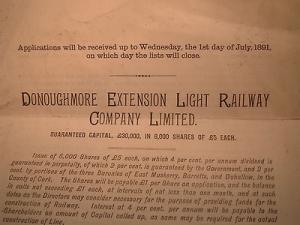 Applications will be received up to Wednesday, the 1st day of July, 1891,
on which day the lists will close.
DONOUGHMORE EXTENSION LIGHT RAILWAY
COMPANY LIMITED.
GUARANTEED CAPITAL, £30,000, IN 6,000 SHARES OF £5 EACH.
Issue of 6,000 Shares of £5 each, on which 4 per cent. per annum dividend is
guaranteed in perpetuity, of which 2 per cent. is guaranteed by the Government, and 2 per
cent. by portions of the three Baronies of East Muskerry, Barretts, and Duhallow, in the
County of Cork. The Shares will be payable £1 per Share on application, and the balance
in calls not exceeding £1 each, at intervals of not less than one month, and at such
times as the Directors may consider necessary for the purpose of providing funds for the
construction of Railway. Interest at 4 per cent. per annum will be paid to
Shareholders on amount of Capital called up, as same may be required for the actual
construction of Line.